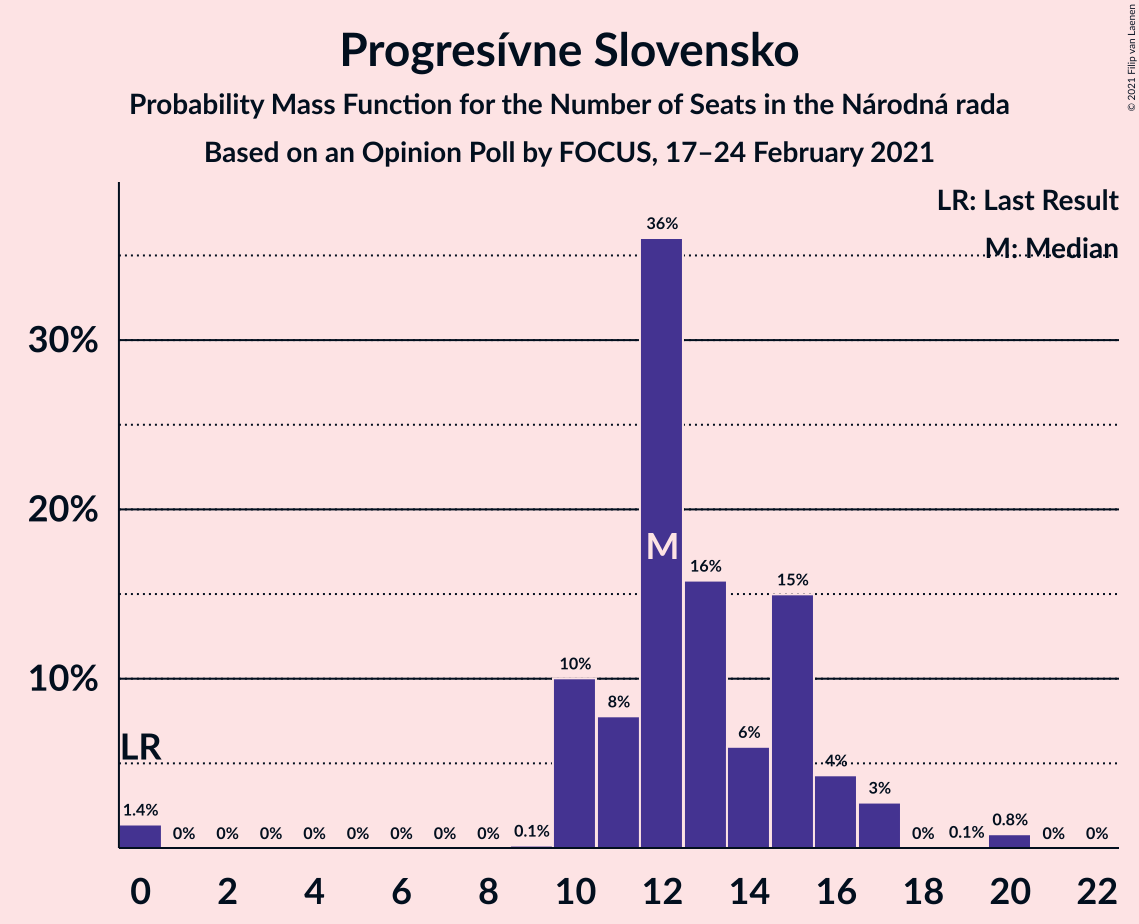 Progresívne Slovensko
Probability Mass Function for the Number of Seats in the Národná rada
Based on an Opinion Poll by FOCUS, 17–24 February 2021
© 2021 Filip van Laenen
LR: Last Result
M: Median
36%
30%
20%
M
16%
15%
10%
10%
8%
6%
4%
3%
LR
1.4%
0%
0%
0%
0%
0%
0%
0%
0%
0.1%
0%
0.1%
0.8%
0%
0%
0 2 4 6 8 10 12 14 16 18 20 22